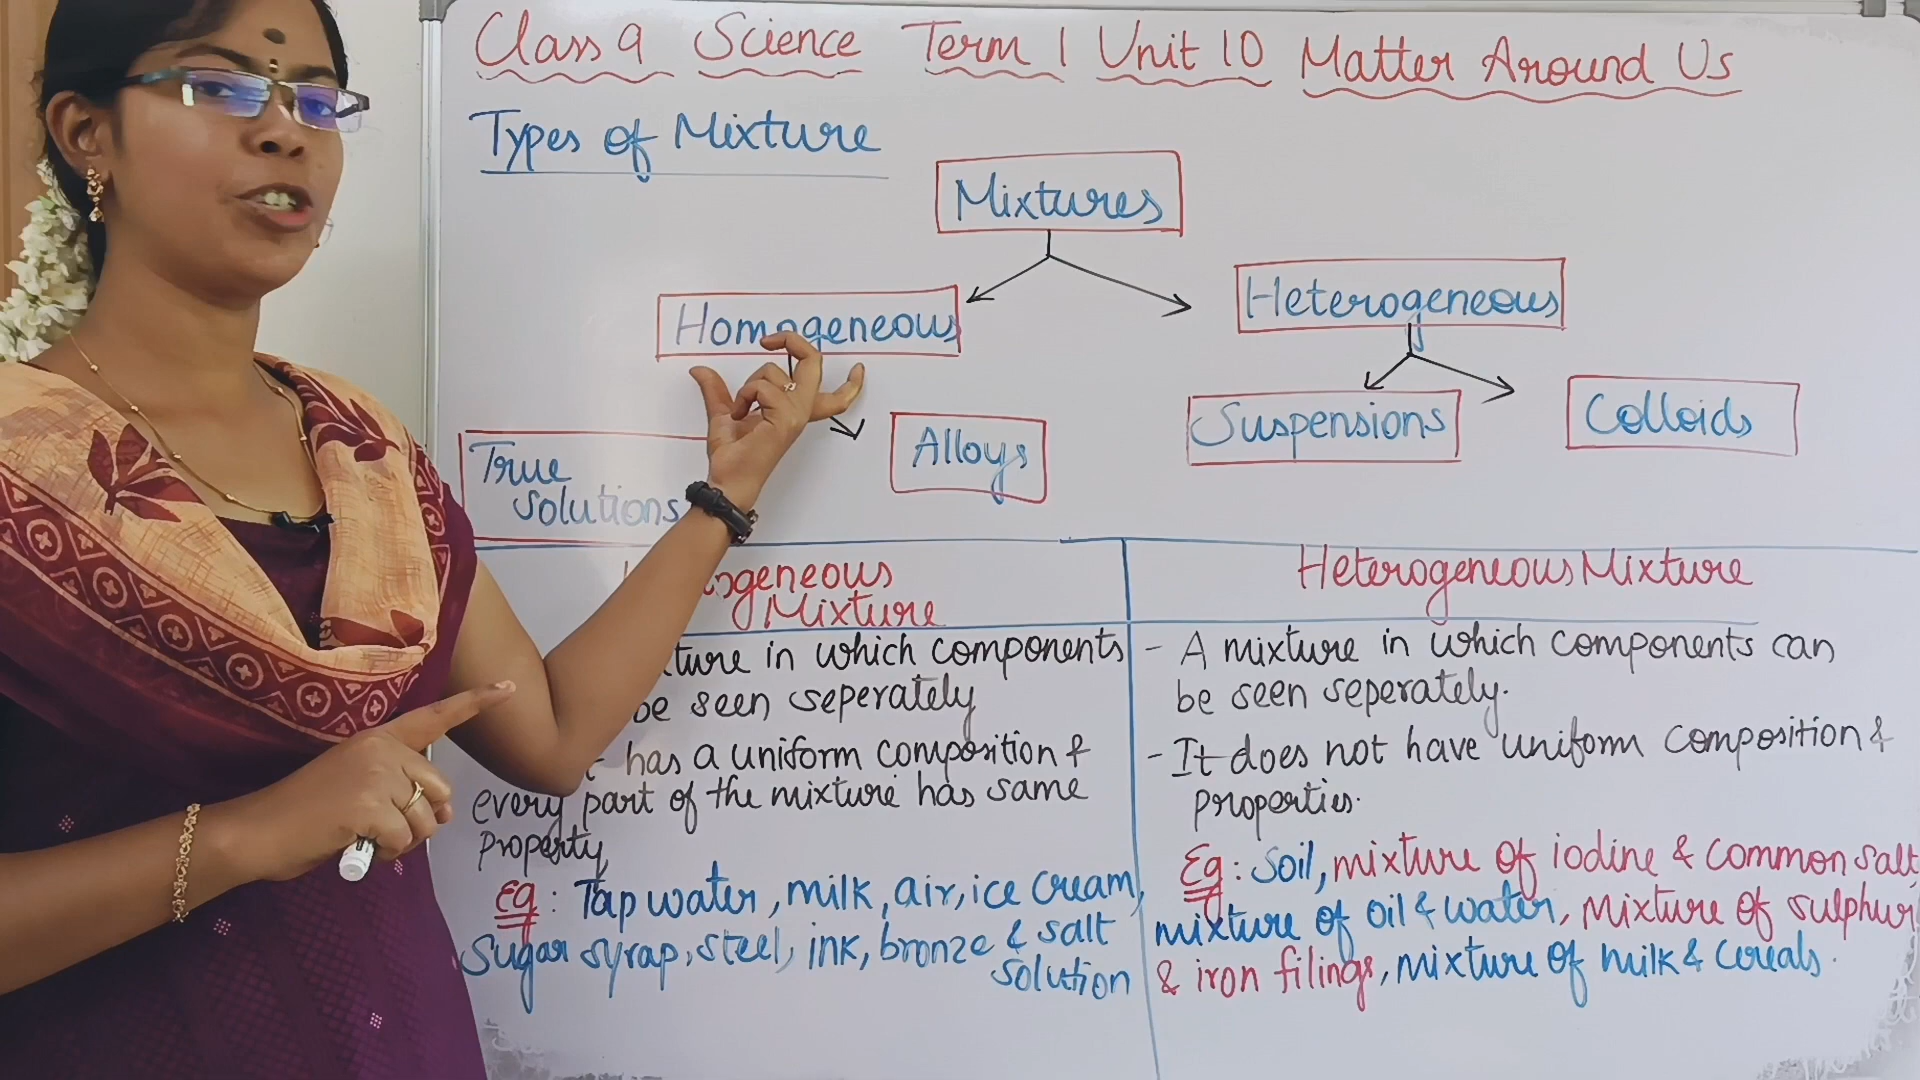 Class 9 Science Term 1 Unit 10 Matter Around Us
Types of Mixture
Mixtures
Homogeneous
Heterogeneous
True
Solutions
Alloys
Suspensions
Colloids
ogeneous
Mixture
Heterogeneous Mixture
ture in which components
be seen seperately
has a uniform composition &
every part of the mixture has same
Property
Eg: Tap water, milk, air, ice cream,
Sugar syrap, steel, ink, bronze & salt
solution
- A mixture in which components can
be seen seperately.
- It does not have uniform composition &
properties.
Eg: Soil, mixture of iodine & common salt,
mixture of oil & water, mixture of sulphur
& iron filings, mixture of milk & cereals.